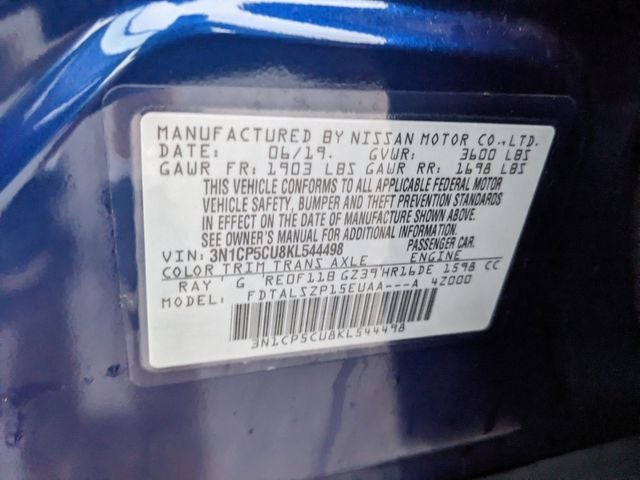 MANUFACTURED BY NISSAN MOTOR CO., LTD.
DATE: 06/19. GVWR: 3600 LBS
GAWR FR: 1903 LBS GAWR RR: 1698 LBS
THIS VEHICLE CONFORMS TO ALL APPLICABLE FEDERAL MOTOR
VEHICLE SAFETY, BUMPER AND THEFT PREVENTION STANDARDS
IN EFFECT ON THE DATE OF MANUFACTURE SHOWN ABOVE.
SEE OWNER'S MANUAL FOR ADDITIONAL INFORMATION.
VIN: 3N1CP5CU8KL544498 PASSENGER CAR.
COLOR TRIM TRANS AXLE ENGINE
RAY G RE0F11B GZ39 HR16DE 1598 CC
MODEL: FDTALSZP15EUAA---A 4Z000
3N1CP5CU8KL544498